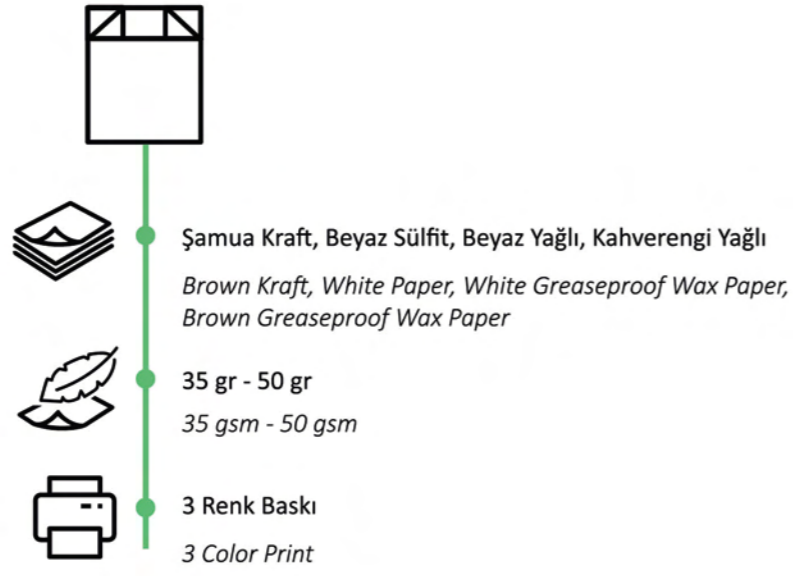 Şamua Kraft, Beyaz Sülfit, Beyaz Yağlı, Kahverengi Yağlı
Brown Kraft, White Paper, White Greaseproof Wax Paper,
Brown Greaseproof Wax Paper
35 gr - 50 gr
35 gsm - 50 gsm
3 Renk Baskı
3 Color Print